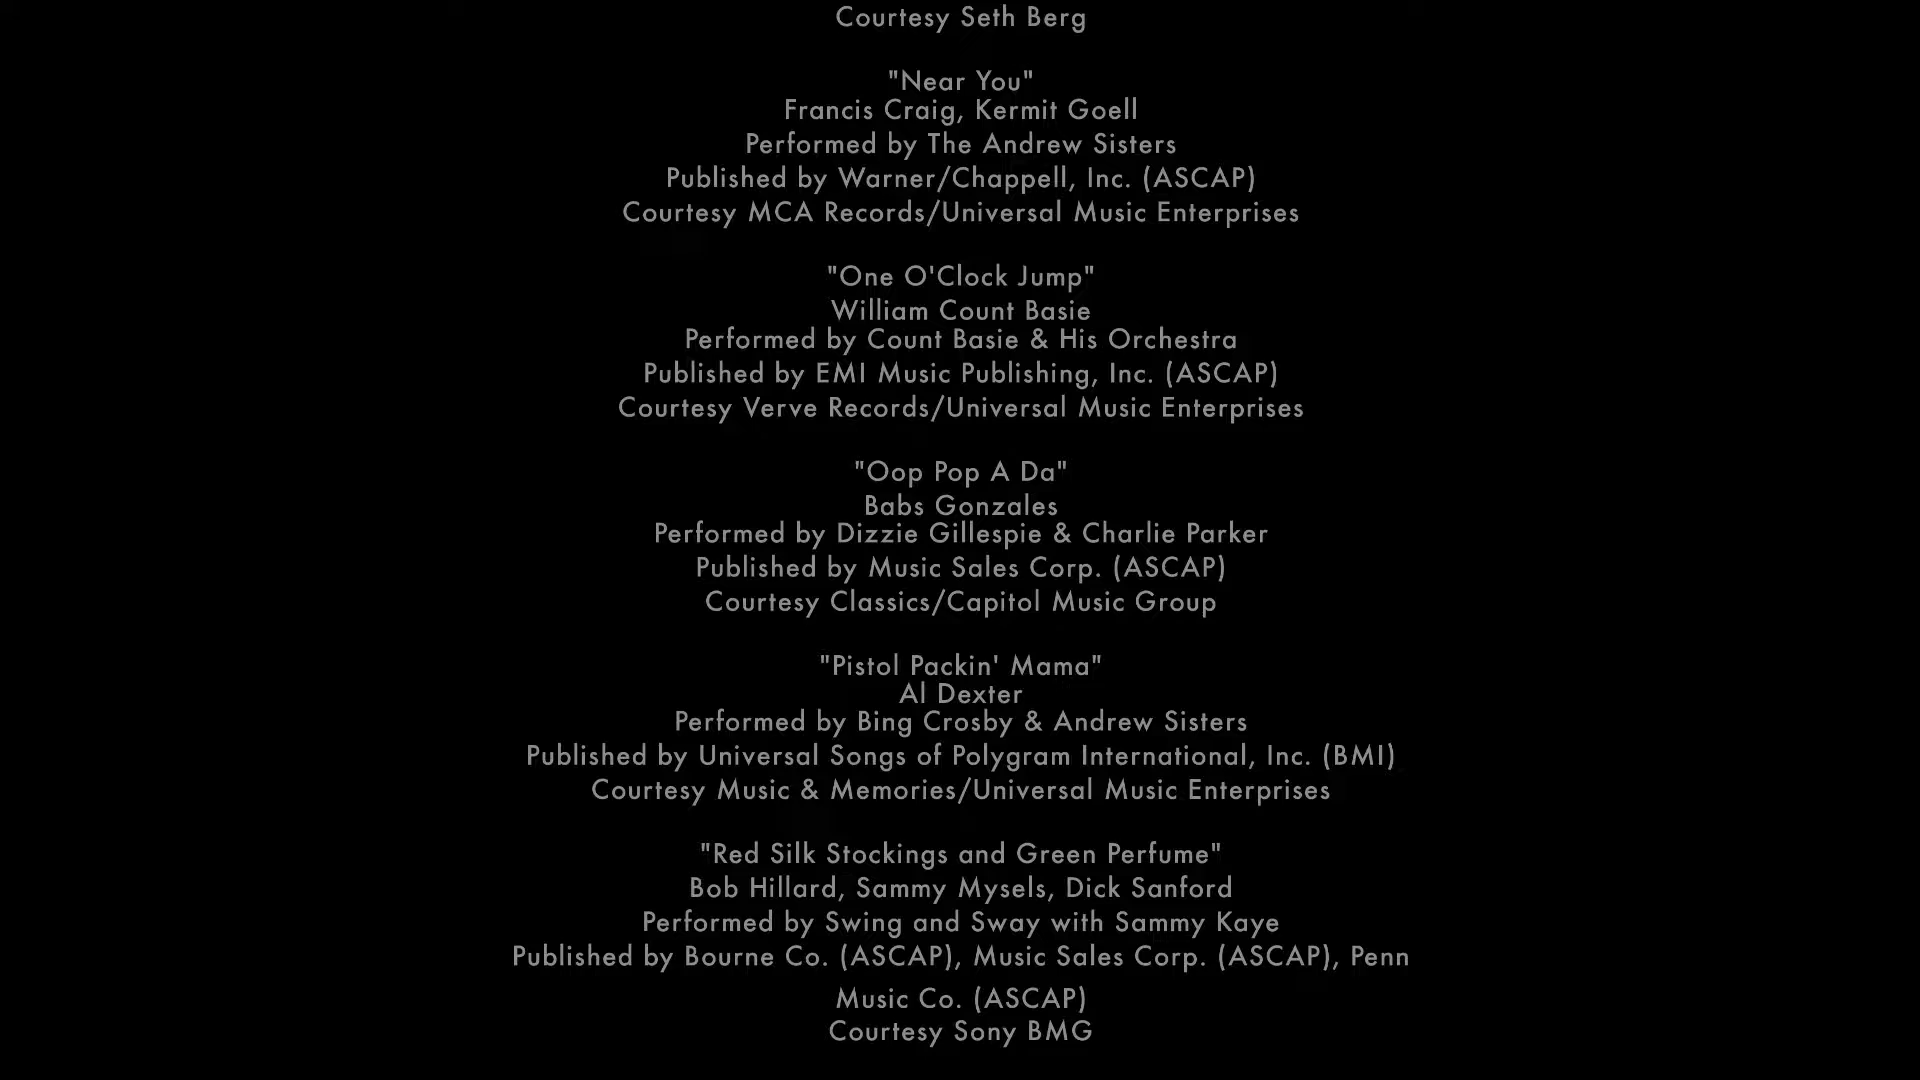 Courtesy Seth Berg
"Near You"
Francis Craig, Kermit Goell
Performed by The Andrew Sisters
Published by Warner/Chappell, Inc. (ASCAP)
Courtesy MCA Records/Universal Music Enterprises
"One O'Clock Jump"
William Count Basie
Performed by Count Basie & His Orchestra
Published by EMI Music Publishing, Inc. (ASCAP)
Courtesy Verve Records/Universal Music Enterprises
"Oop Pop A Da"
Babs Gonzales
Performed by Dizzie Gillespie & Charlie Parker
Published by Music Sales Corp. (ASCAP)
Courtesy Classics/Capitol Music Group
"Pistol Packin' Mama"
Al Dexter
Performed by Bing Crosby & Andrew Sisters
Published by Universal Songs of Polygram International, Inc. (BMI)
Courtesy Music & Memories/Universal Music Enterprises
"Red Silk Stockings and Green Perfume"
Bob Hillard, Sammy Mysels, Dick Sanford
Performed by Swing and Sway with Sammy Kaye
Published by Bourne Co. (ASCAP), Music Sales Corp. (ASCAP), Penn
Music Co. (ASCAP)
Courtesy Sony BMG